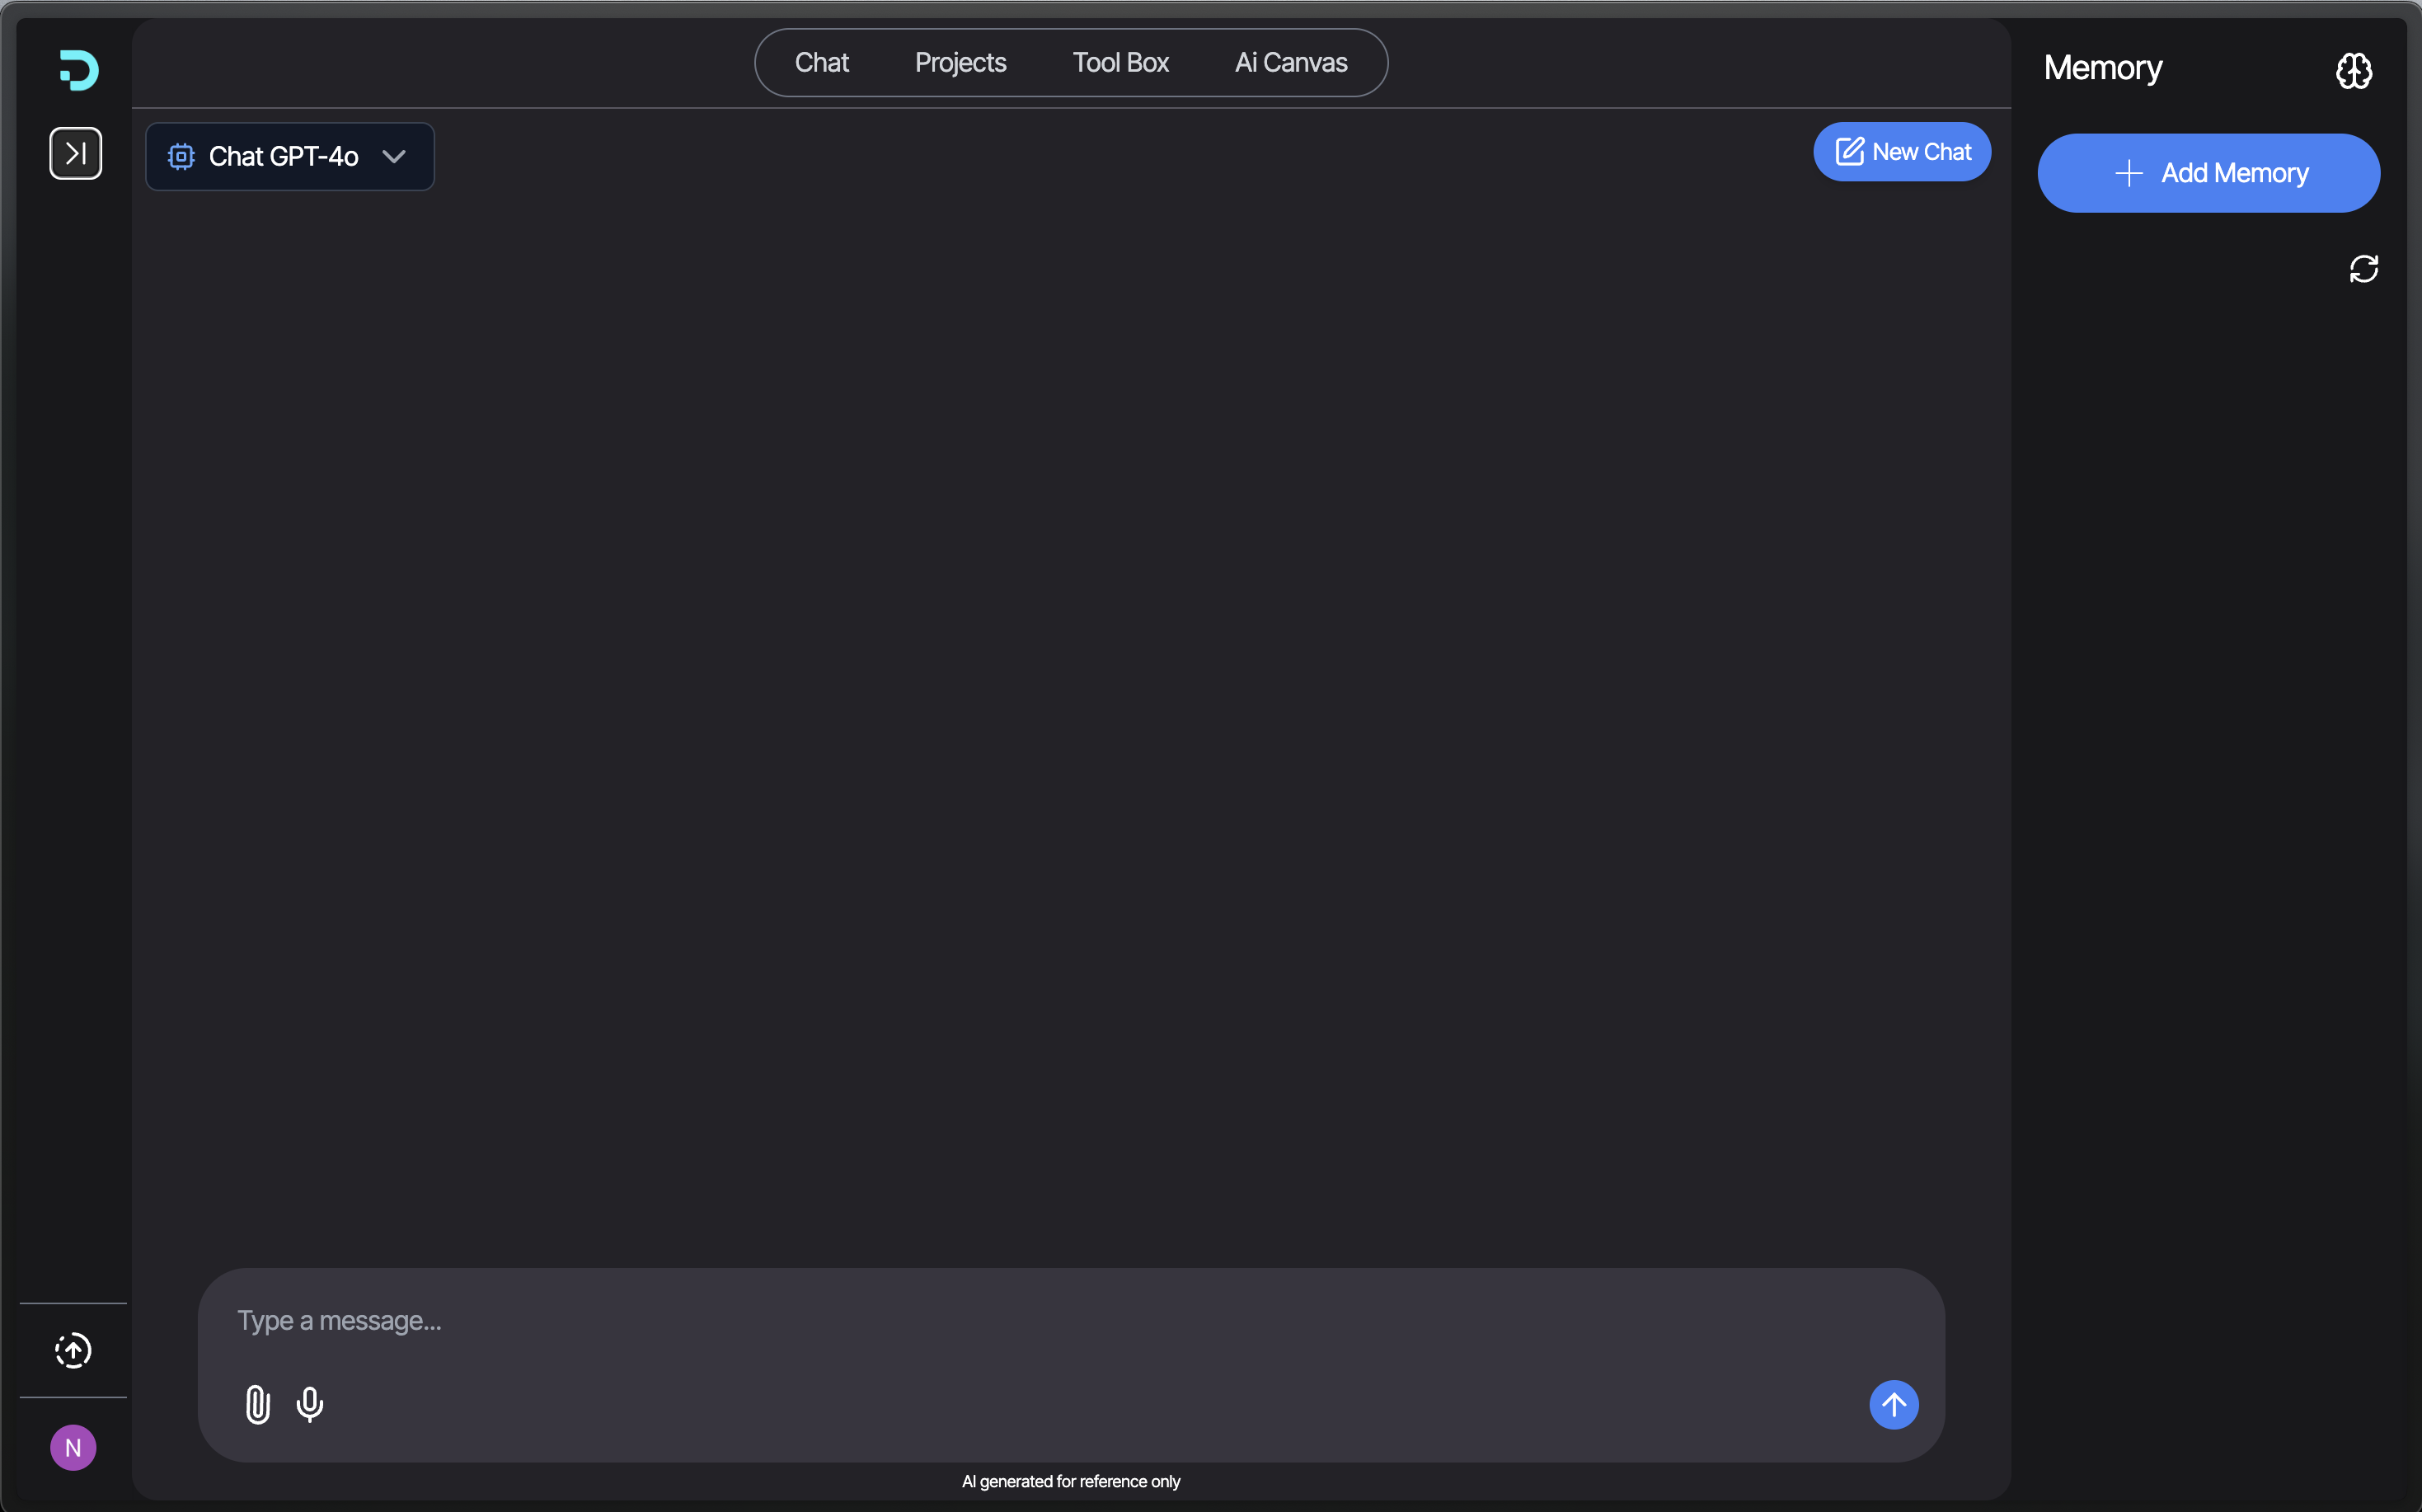 Chat Projects Tool Box Ai Canvas
Memory
Chat GPT-4o
New Chat
Add Memory
Type a message...
N
AI generated for reference only